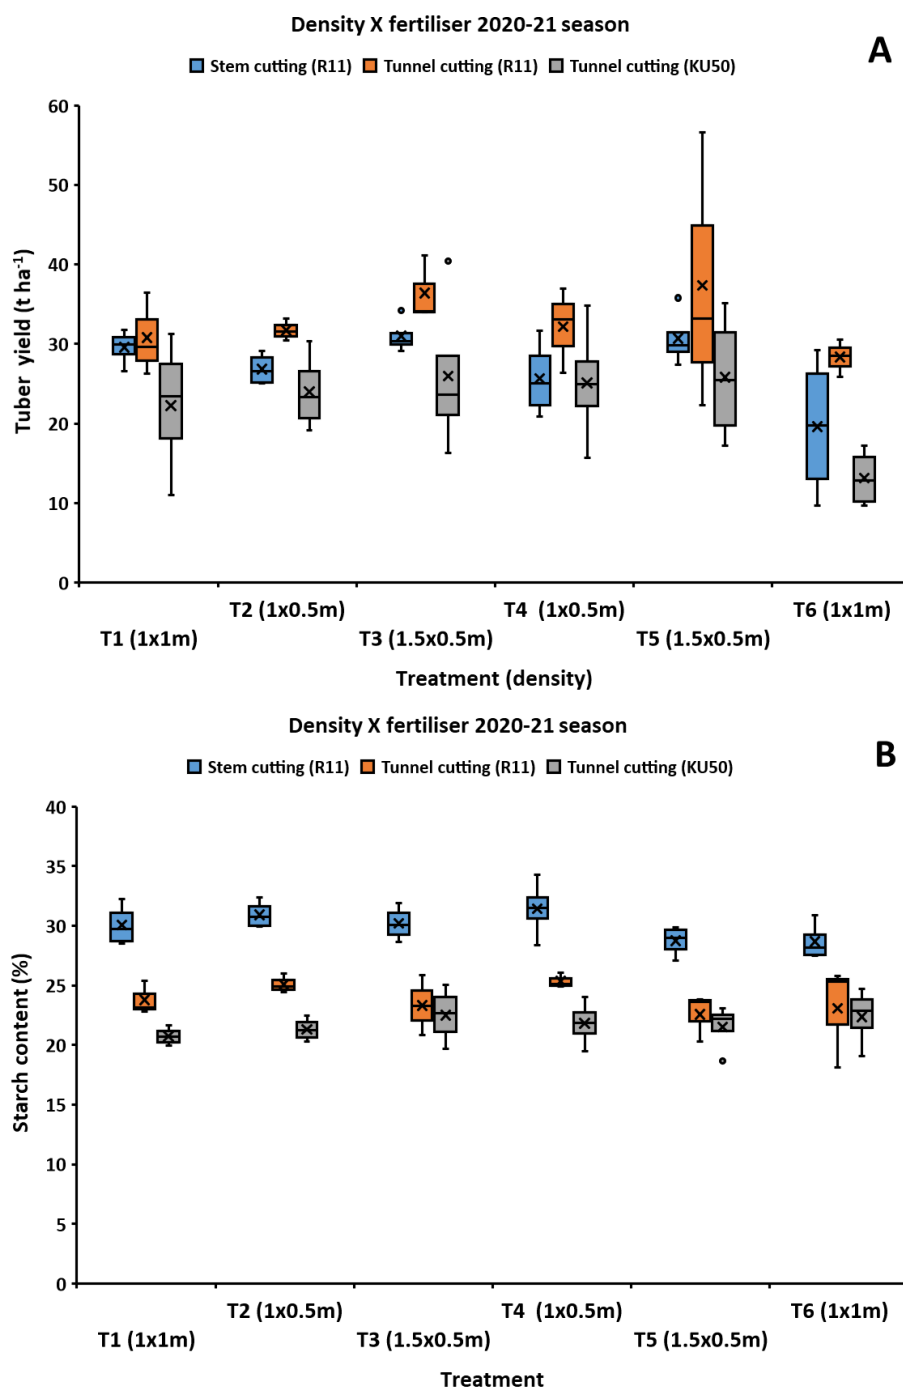 Density X fertiliser 2020-21 season
A
Stem cutting (R11) Tunnel cutting (R11) Tunnel cutting (KU50)
60
50
40
30
20
10
0
Tuber yield (t ha⁻¹)
T2 (1x0.5m) T4 (1x0.5m) T6 (1x1m)
T1 (1x1m) T3 (1.5x0.5m) T5 (1.5x0.5m)
Treatment (density)
Density X fertiliser 2020-21 season
B
Stem cutting (R11) Tunnel cutting (R11) Tunnel cutting (KU50)
40
35
30
25
20
15
10
5
0
Starch content (%)
T2 (1x0.5m) T4 (1x0.5m) T6 (1x1m)
T1 (1x1m) T3 (1.5x0.5m) T5 (1.5x0.5m)
Treatment